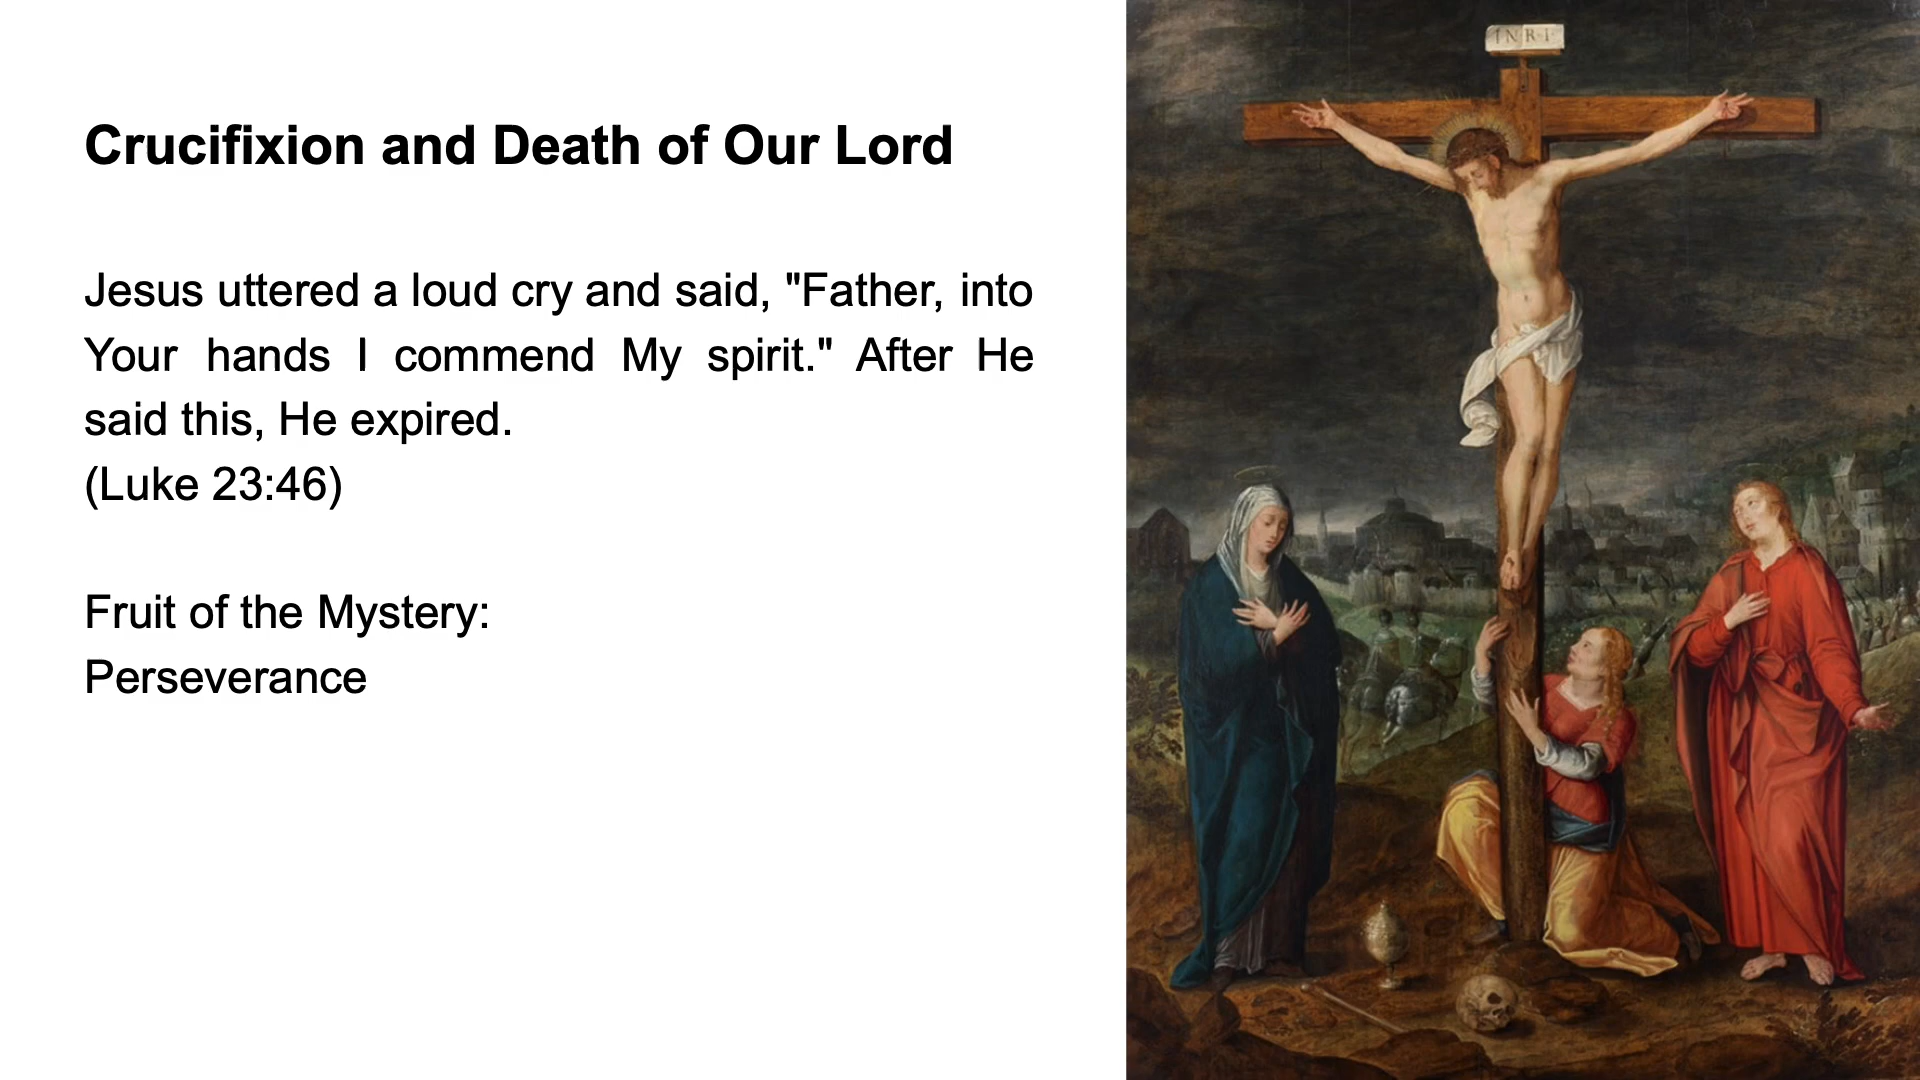 Crucifixion and Death of Our Lord
Jesus uttered a loud cry and said, "Father, into
Your hands I commend My spirit." After He
said this, He expired.
(Luke 23:46)
Fruit of the Mystery:
Perseverance
INRI